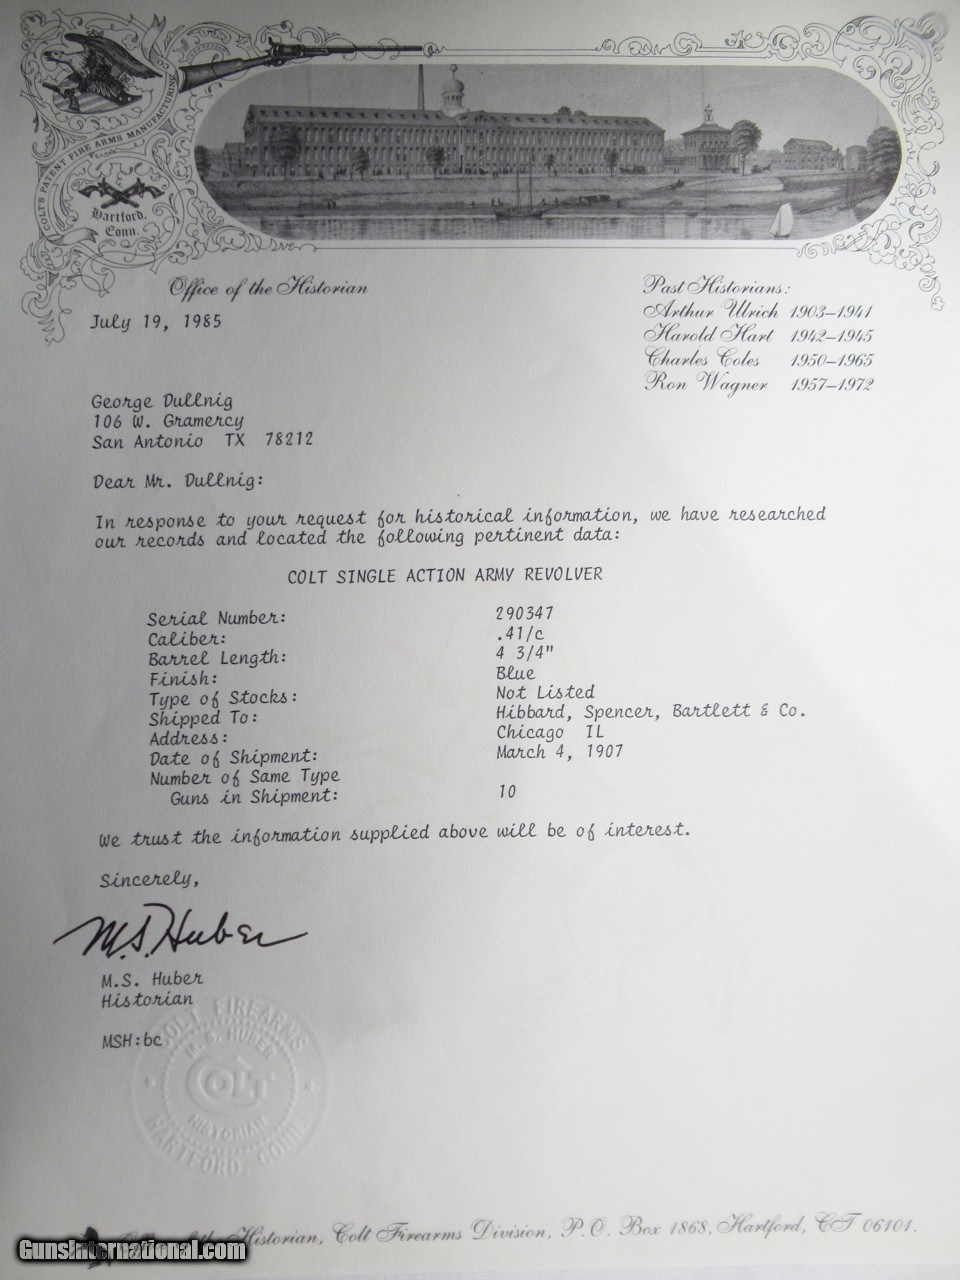 COLTS PATENT FIRE ARMS MANUFACTURING
Hartford,
Conn.
Office of the Historian
July 19, 1985
Past Historians:
Arthur Ulrich 1903–1941
Harold Hart 1942–1945
Charles Coles 1950–1965
Ron Wagner 1957–1972
George Dullnig
106 W. Gramercy
San Antonio TX 78212
Dear Mr. Dullnig:
In response to your request for historical information, we have researched
our records and located the following pertinent data:
COLT SINGLE ACTION ARMY REVOLVER
Serial Number: 290347
Caliber: .41/c
Barrel Length: 4 3/4"
Finish: Blue
Type of Stocks: Not Listed
Shipped To: Hibbard, Spencer, Bartlett & Co.
Address: Chicago IL
Date of Shipment: March 4, 1907
Number of Same Type
Guns in Shipment: 10
We trust the information supplied above will be of interest.
Sincerely,
M.S. Huber
M.S. Huber
Historian
MSH:bc
COLT FIREARMS
M. S. HUBER
COLT
HISTORIAN
HARTFORD, CONN
the Historian, Colt Firearms Division, P.O. Box 1868, Hartford, CT 06101.
GunsInternational.com